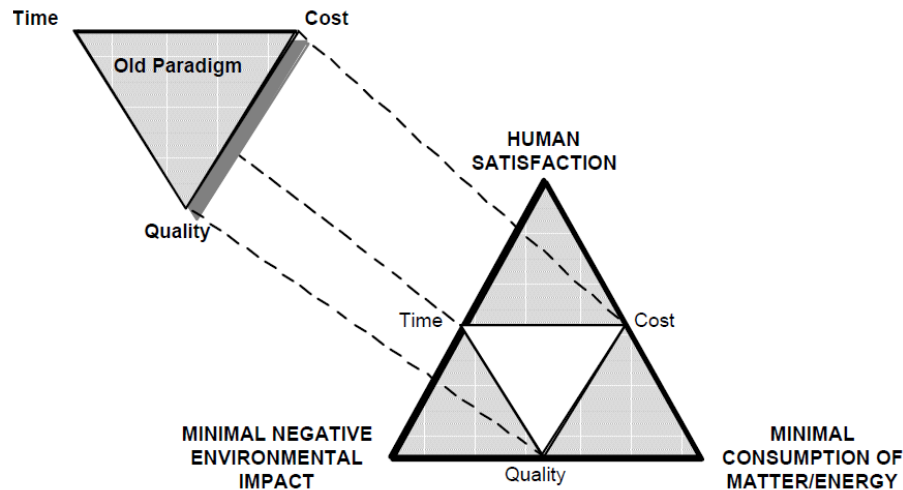 Time
Cost
Old Paradigm
Quality
HUMAN
SATISFACTION
Time
Cost
MINIMAL NEGATIVE
ENVIRONMENTAL
IMPACT
Quality
MINIMAL
CONSUMPTION OF
MATTER/ENERGY